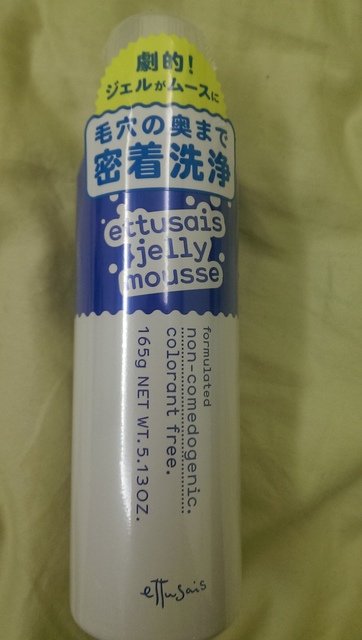 劇的!
ジェルがムースに
毛穴の奥まで
密着洗浄
ettusais
jelly
mousse
formulated
non-comedogenic.
colorant free.
165g NET WT.5.13OZ.
ettusais